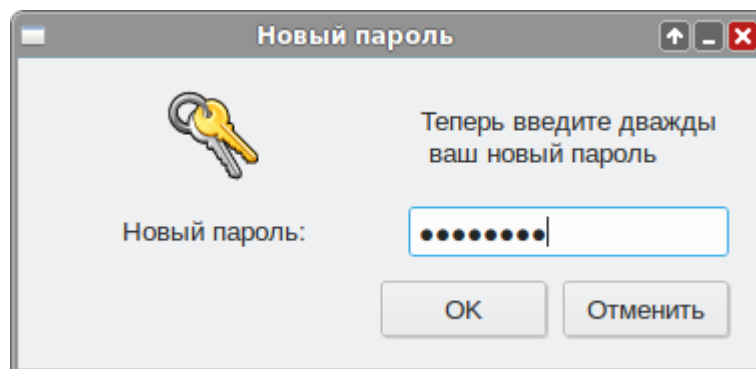 Новый пароль
Теперь введите дважды
ваш новый пароль
Новый пароль: ●●●●●●●●
OK Отменить